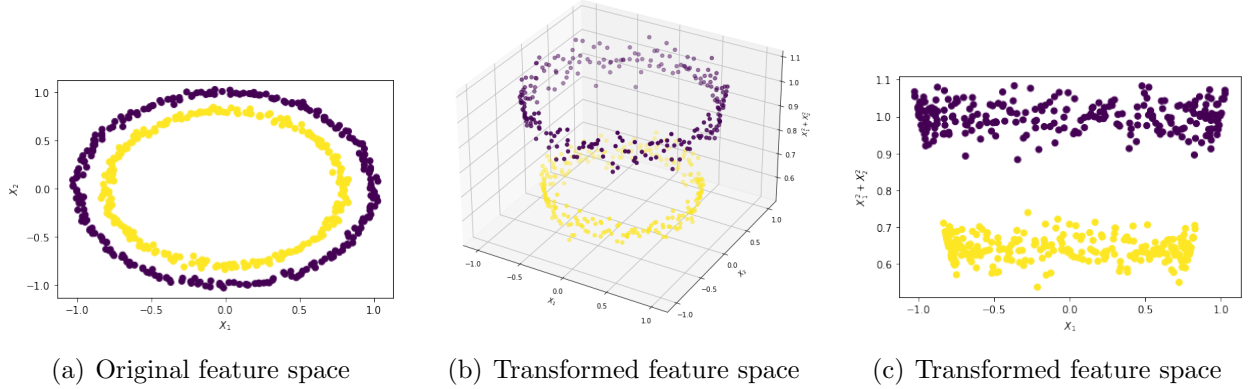 1.0
0.5
0.0
−0.5
−1.0
X₂
−1.0 −0.5 0.0 0.5 1.0
X₁
(a) Original feature space
1.1
1.0
0.9
0.8
0.7
0.6
X₁² + X₂²
−1.0 −0.5 0.0 0.5 1.0
X₁
−1.0
−0.5
0.0
0.5
1.0
X₂
(b) Transformed feature space
1.1
1.0
0.9
0.8
0.7
0.6
X₁² + X₂²
−1.0 −0.5 0.0 0.5 1.0
X₁
(c) Transformed feature space